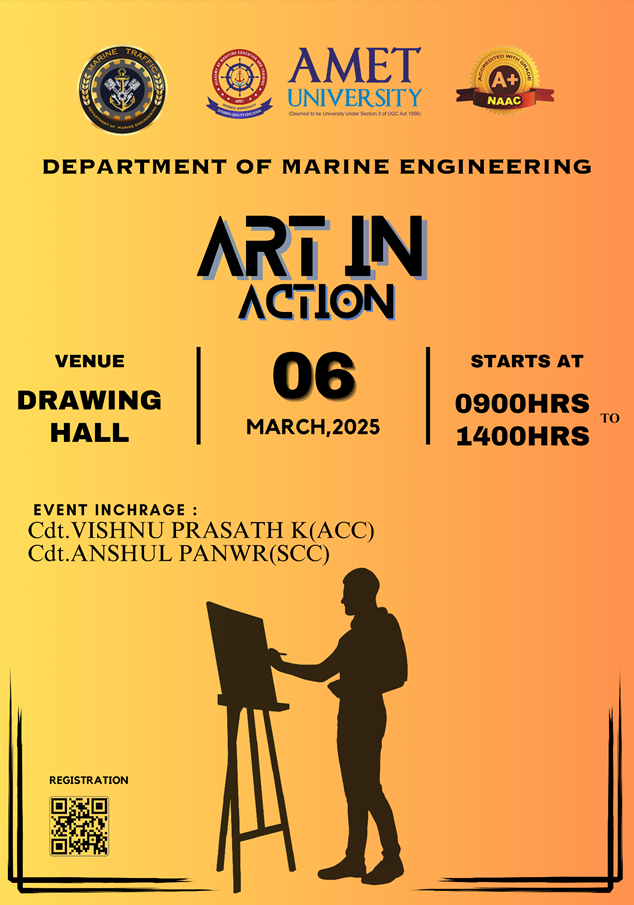 MARINE TRAFFIC
DEPARTMENT OF MARINE ENGINEERING
AMET
UNIVERSITY
(Deemed to be University Under Section 3 of UGC Act 1956)
ACCREDITED WITH GRADE
A+
NAAC
DEPARTMENT OF MARINE ENGINEERING
ART IN
ACTION
VENUE
DRAWING
HALL
06
MARCH,2025
STARTS AT
0900HRS TO
1400HRS
EVENT INCHRAGE :
Cdt.VISHNU PRASATH K(ACC)
Cdt.ANSHUL PANWR(SCC)
REGISTRATION